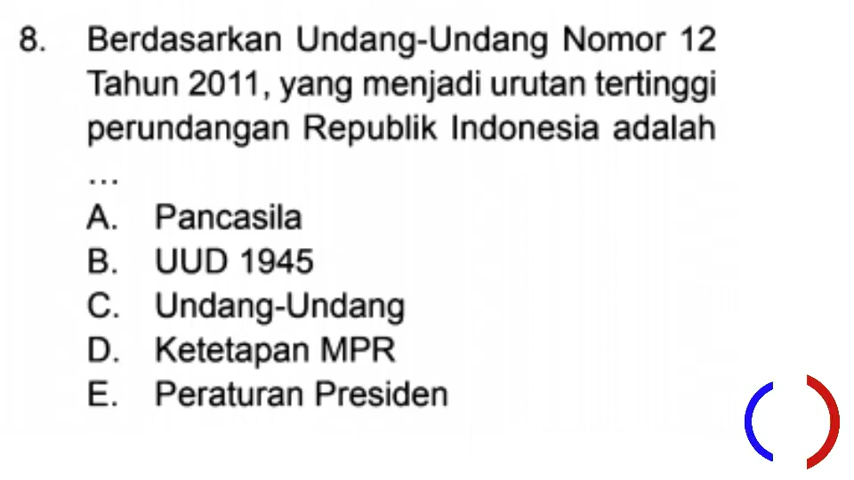 8. Berdasarkan Undang-Undang Nomor 12
Tahun 2011, yang menjadi urutan tertinggi
perundangan Republik Indonesia adalah
...
A. Pancasila
B. UUD 1945
C. Undang-Undang
D. Ketetapan MPR
E. Peraturan Presiden